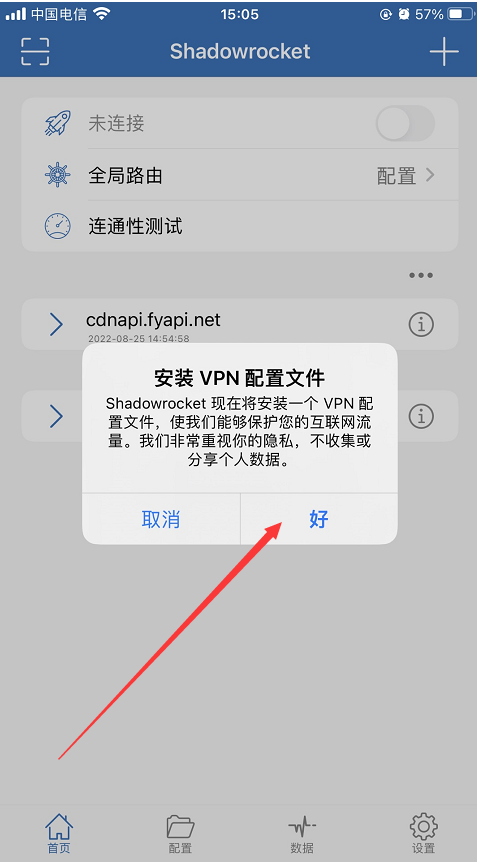 中国电信 15:05 57%
Shadowrocket
未连接
全局路由 配置
连通性测试
cdnapi.fyapi.net
2022-08-25 14:54:58
安装 VPN 配置文件
Shadowrocket 现在将安装一个 VPN 配
置文件，使我们能够保护您的互联网流
量。我们非常重视你的隐私，不收集或
分享个人数据。
取消 好
首页 配置 数据 设置